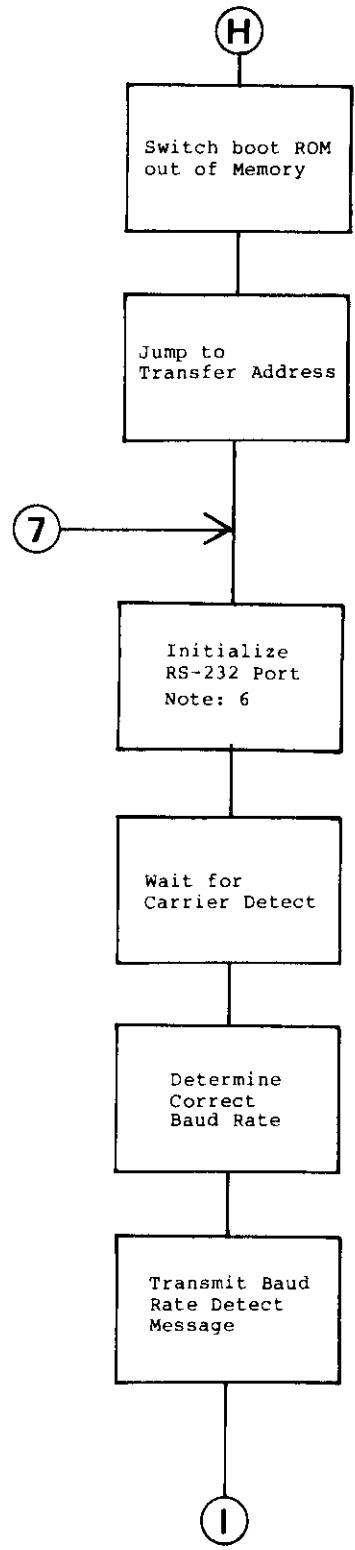 H
Switch boot ROM
out of Memory
Jump to
Transfer Address
7
Initialize
RS-232 Port
Note: 6
Wait for
Carrier Detect
Determine
Correct
Baud Rate
Transmit Baud
Rate Detect
Message
I